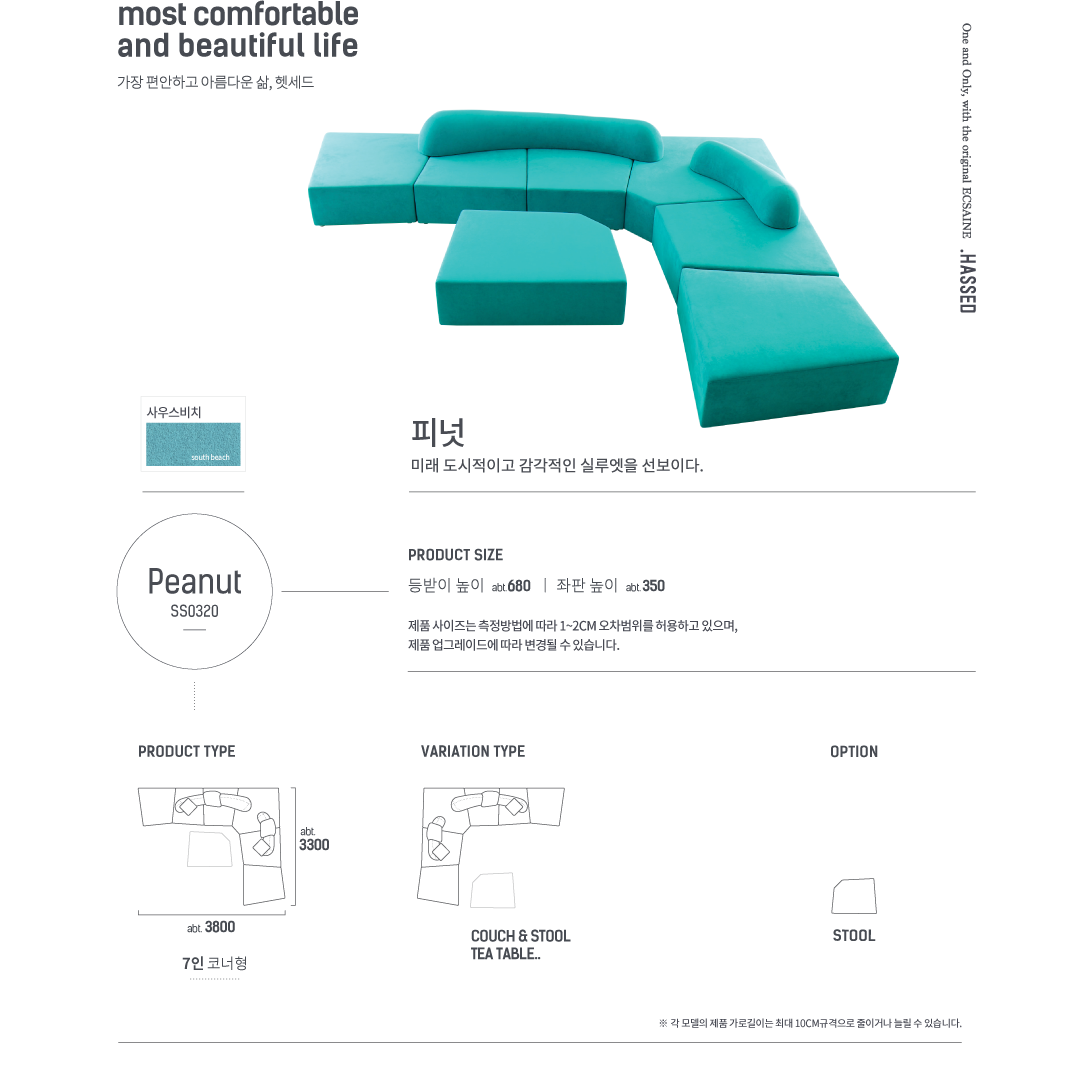 most comfortable
and beautiful life
가장 편안하고 아름다운 삶, 헷세드
One and Only, with the original ECSAINE .HASSED
사우스비치
south beach
피넛
미래 도시적이고 감각적인 실루엣을 선보이다.
Peanut
SS0320
PRODUCT SIZE
등받이 높이 abt.680 | 좌판 높이 abt.350
제품 사이즈는 측정방법에 따라 1~2CM 오차범위를 허용하고 있으며,
제품 업그레이드에 따라 변경될 수 있습니다.
PRODUCT TYPE
abt.
3300
abt. 3800
7인 코너형
VARIATION TYPE
COUCH & STOOL
TEA TABLE..
OPTION
STOOL
※ 각 모델의 제품 가로길이는 최대 10CM규격으로 줄이거나 늘릴 수 있습니다.